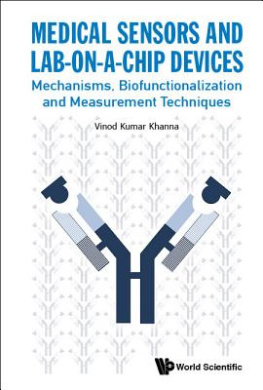 MEDICAL SENSORS AND
LAB-ON-A-CHIP DEVICES
Mechanisms, Biofunctionalization
and Measurement Techniques
Vinod Kumar Khanna
World Scientific